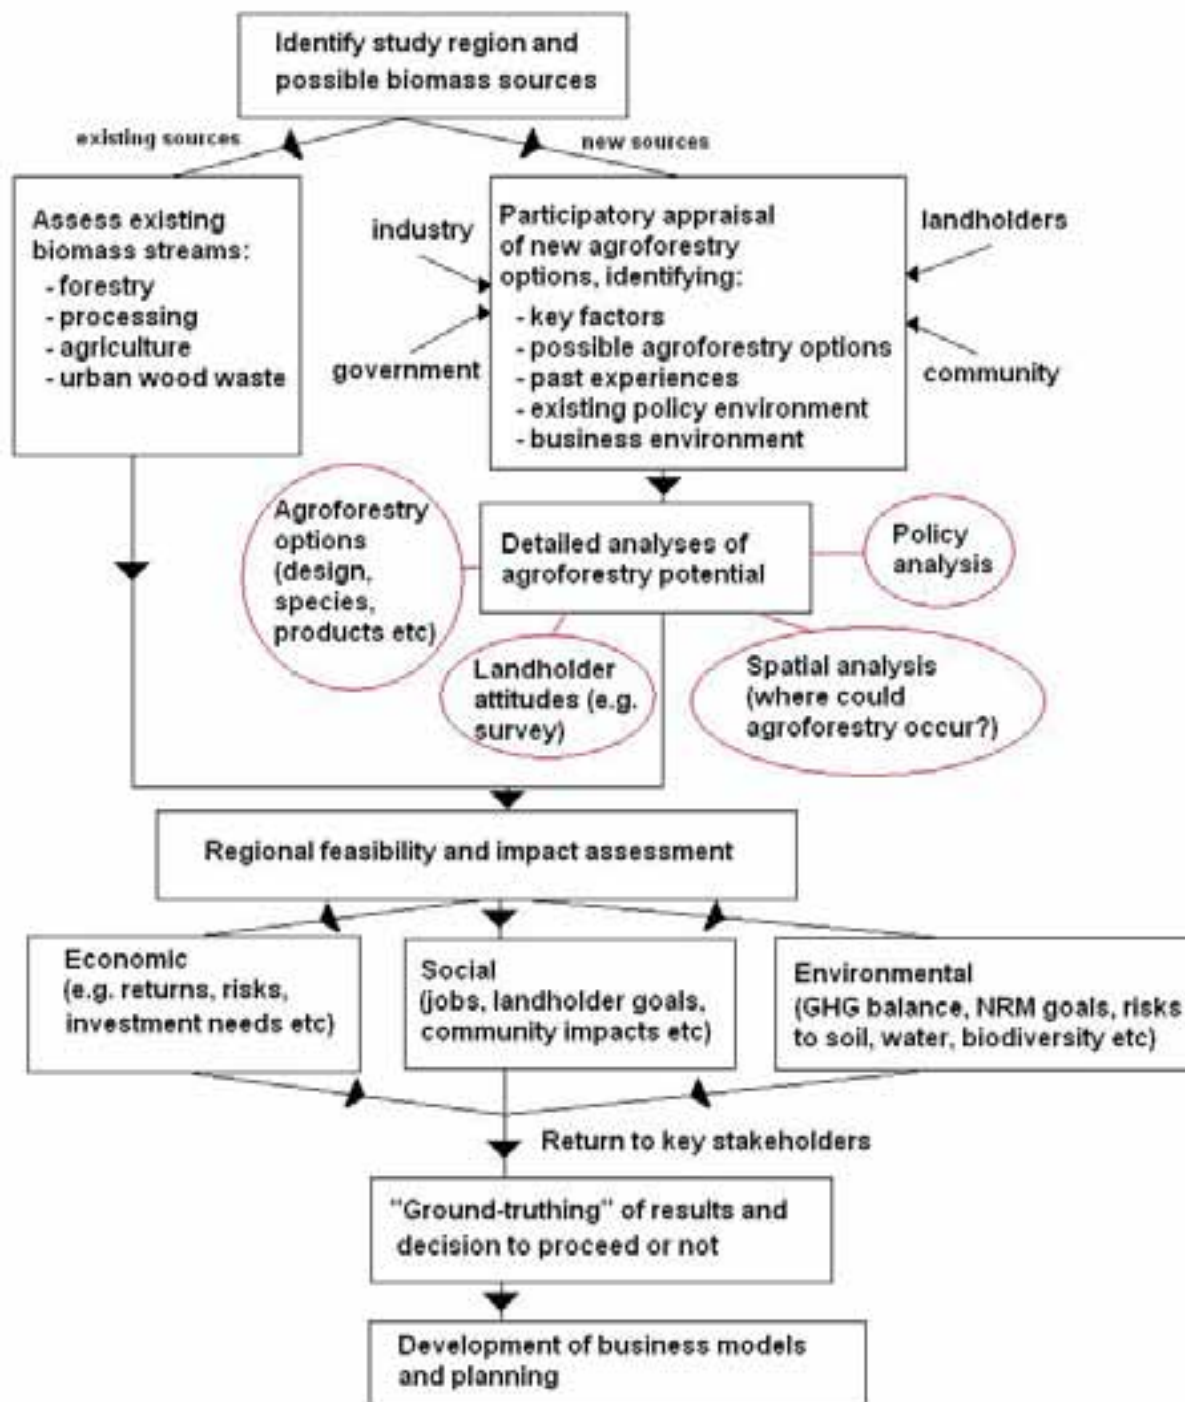 Identify study region and
possible biomass sources
existing sources
new sources
Assess existing
biomass streams:
- forestry
- processing
- agriculture
- urban wood waste
industry
government
Participatory appraisal
of new agroforestry
options, identifying:
- key factors
- possible agroforestry options
- past experiences
- existing policy environment
- business environment
landholders
community
Agroforestry
options
(design,
species,
products etc)
Detailed analyses of
agroforestry potential
Policy
analysis
Landholder
attitudes (e.g.
survey)
Spatial analysis
(where could
agroforestry occur?)
Regional feasibility and impact assessment
Economic
(e.g. returns, risks,
investment needs etc)
Social
(jobs, landholder goals,
community impacts etc)
Environmental
(GHG balance, NRM goals, risks
to soil, water, biodiversity etc)
Return to key stakeholders
"Ground-truthing" of results and
decision to proceed or not
Development of business models
and planning